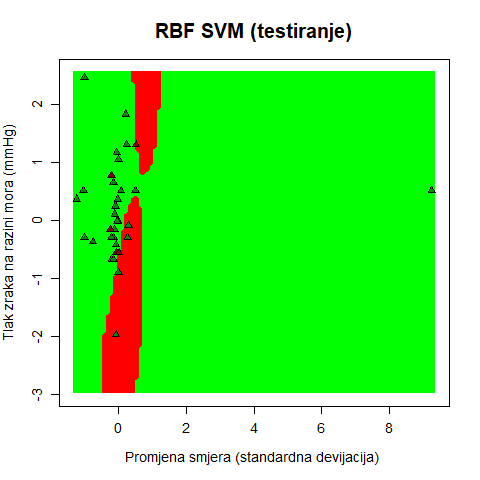 RBF SVM (testiranje)
Tlak zraka na razini mora (mmHg)
2
1
0
-1
-2
-3
0 2 4 6 8
Promjena smjera (standardna devijacija)